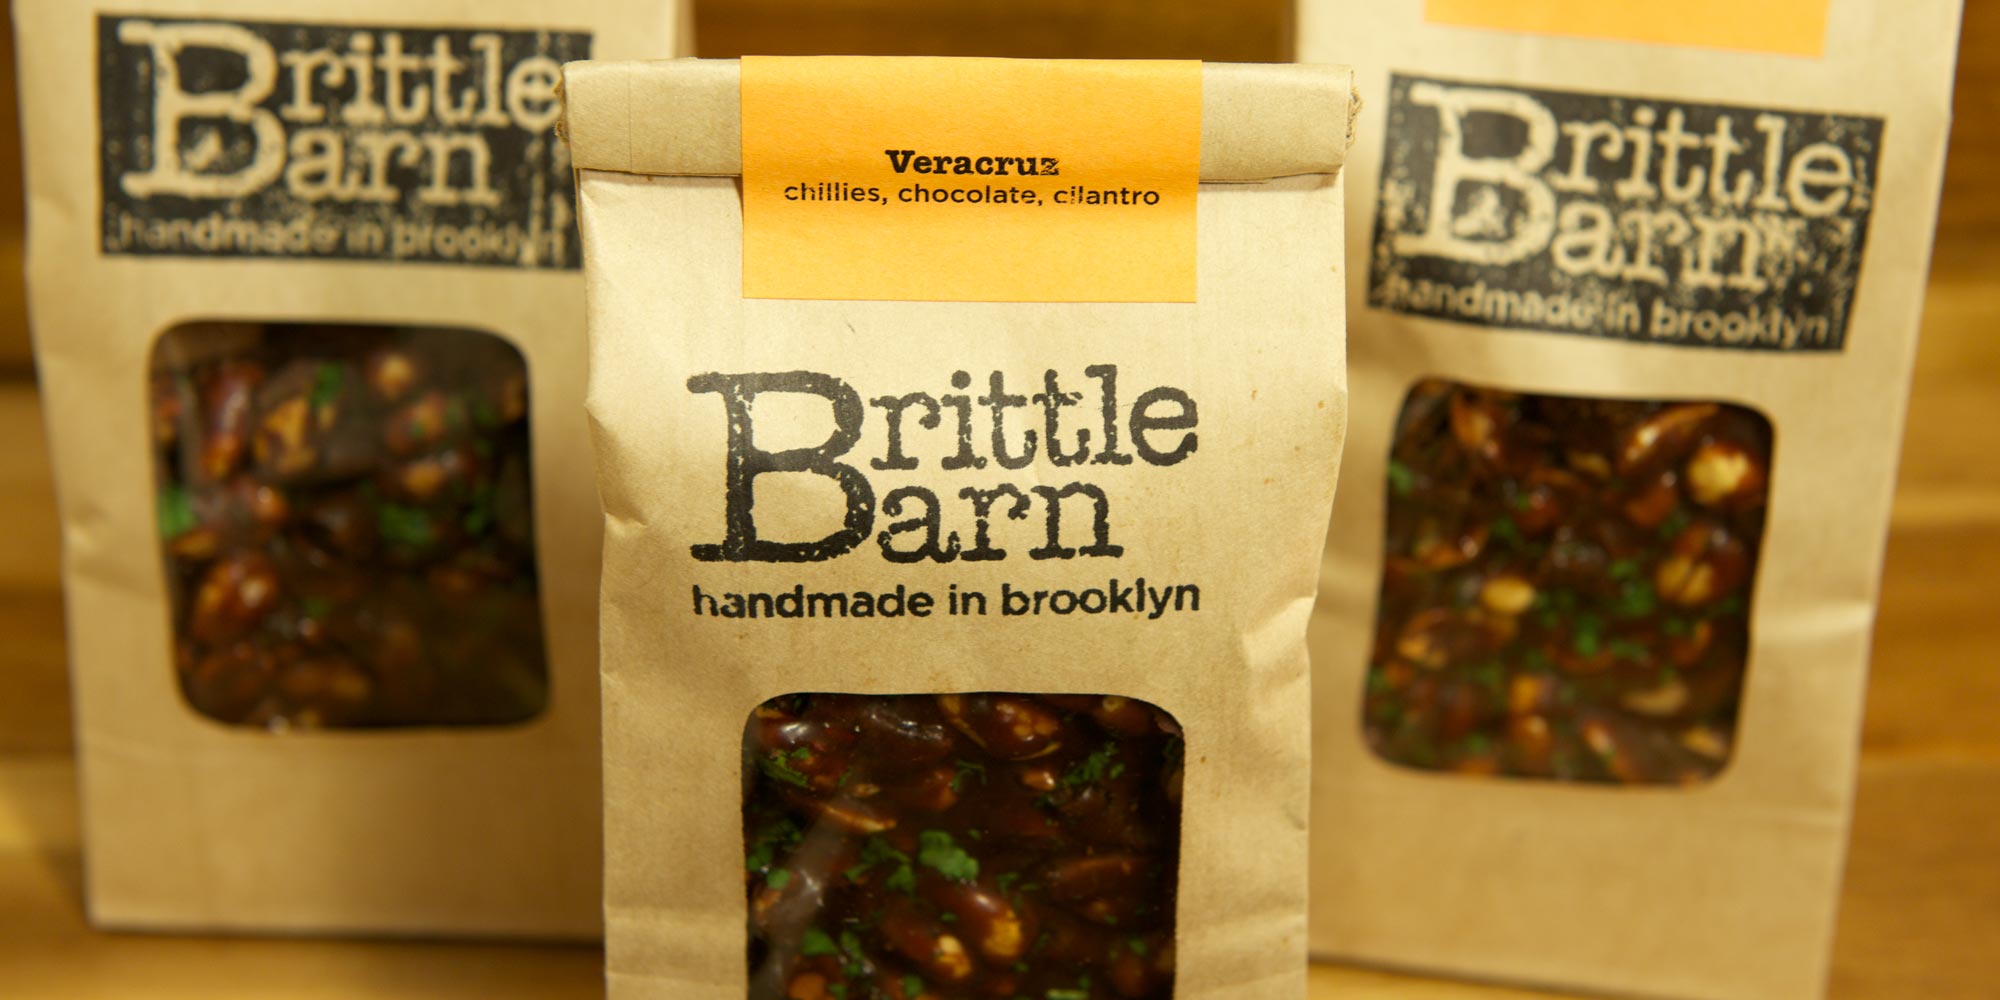 Brittle
Barn
handmade in brooklyn
Veracruz
chillies, chocolate, cilantro
Brittle
Barn
handmade in brooklyn
Brittle
Barn
handmade in brooklyn